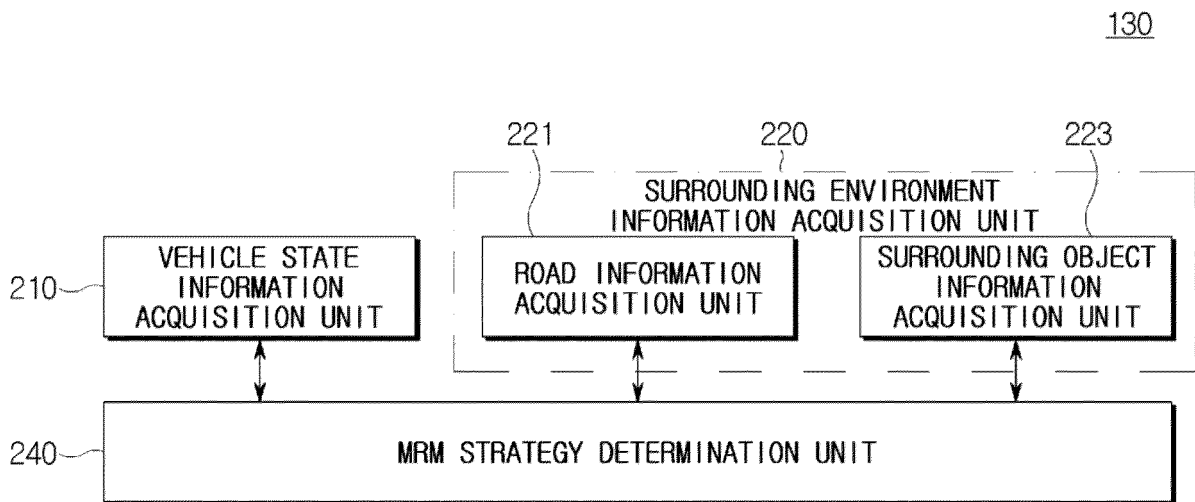 130
221
220
223
SURROUNDING ENVIRONMENT
INFORMATION ACQUISITION UNIT
210
VEHICLE STATE
INFORMATION
ACQUISITION UNIT
ROAD INFORMATION
ACQUISITION UNIT
SURROUNDING OBJECT
INFORMATION
ACQUISITION UNIT
240
MRM STRATEGY DETERMINATION UNIT